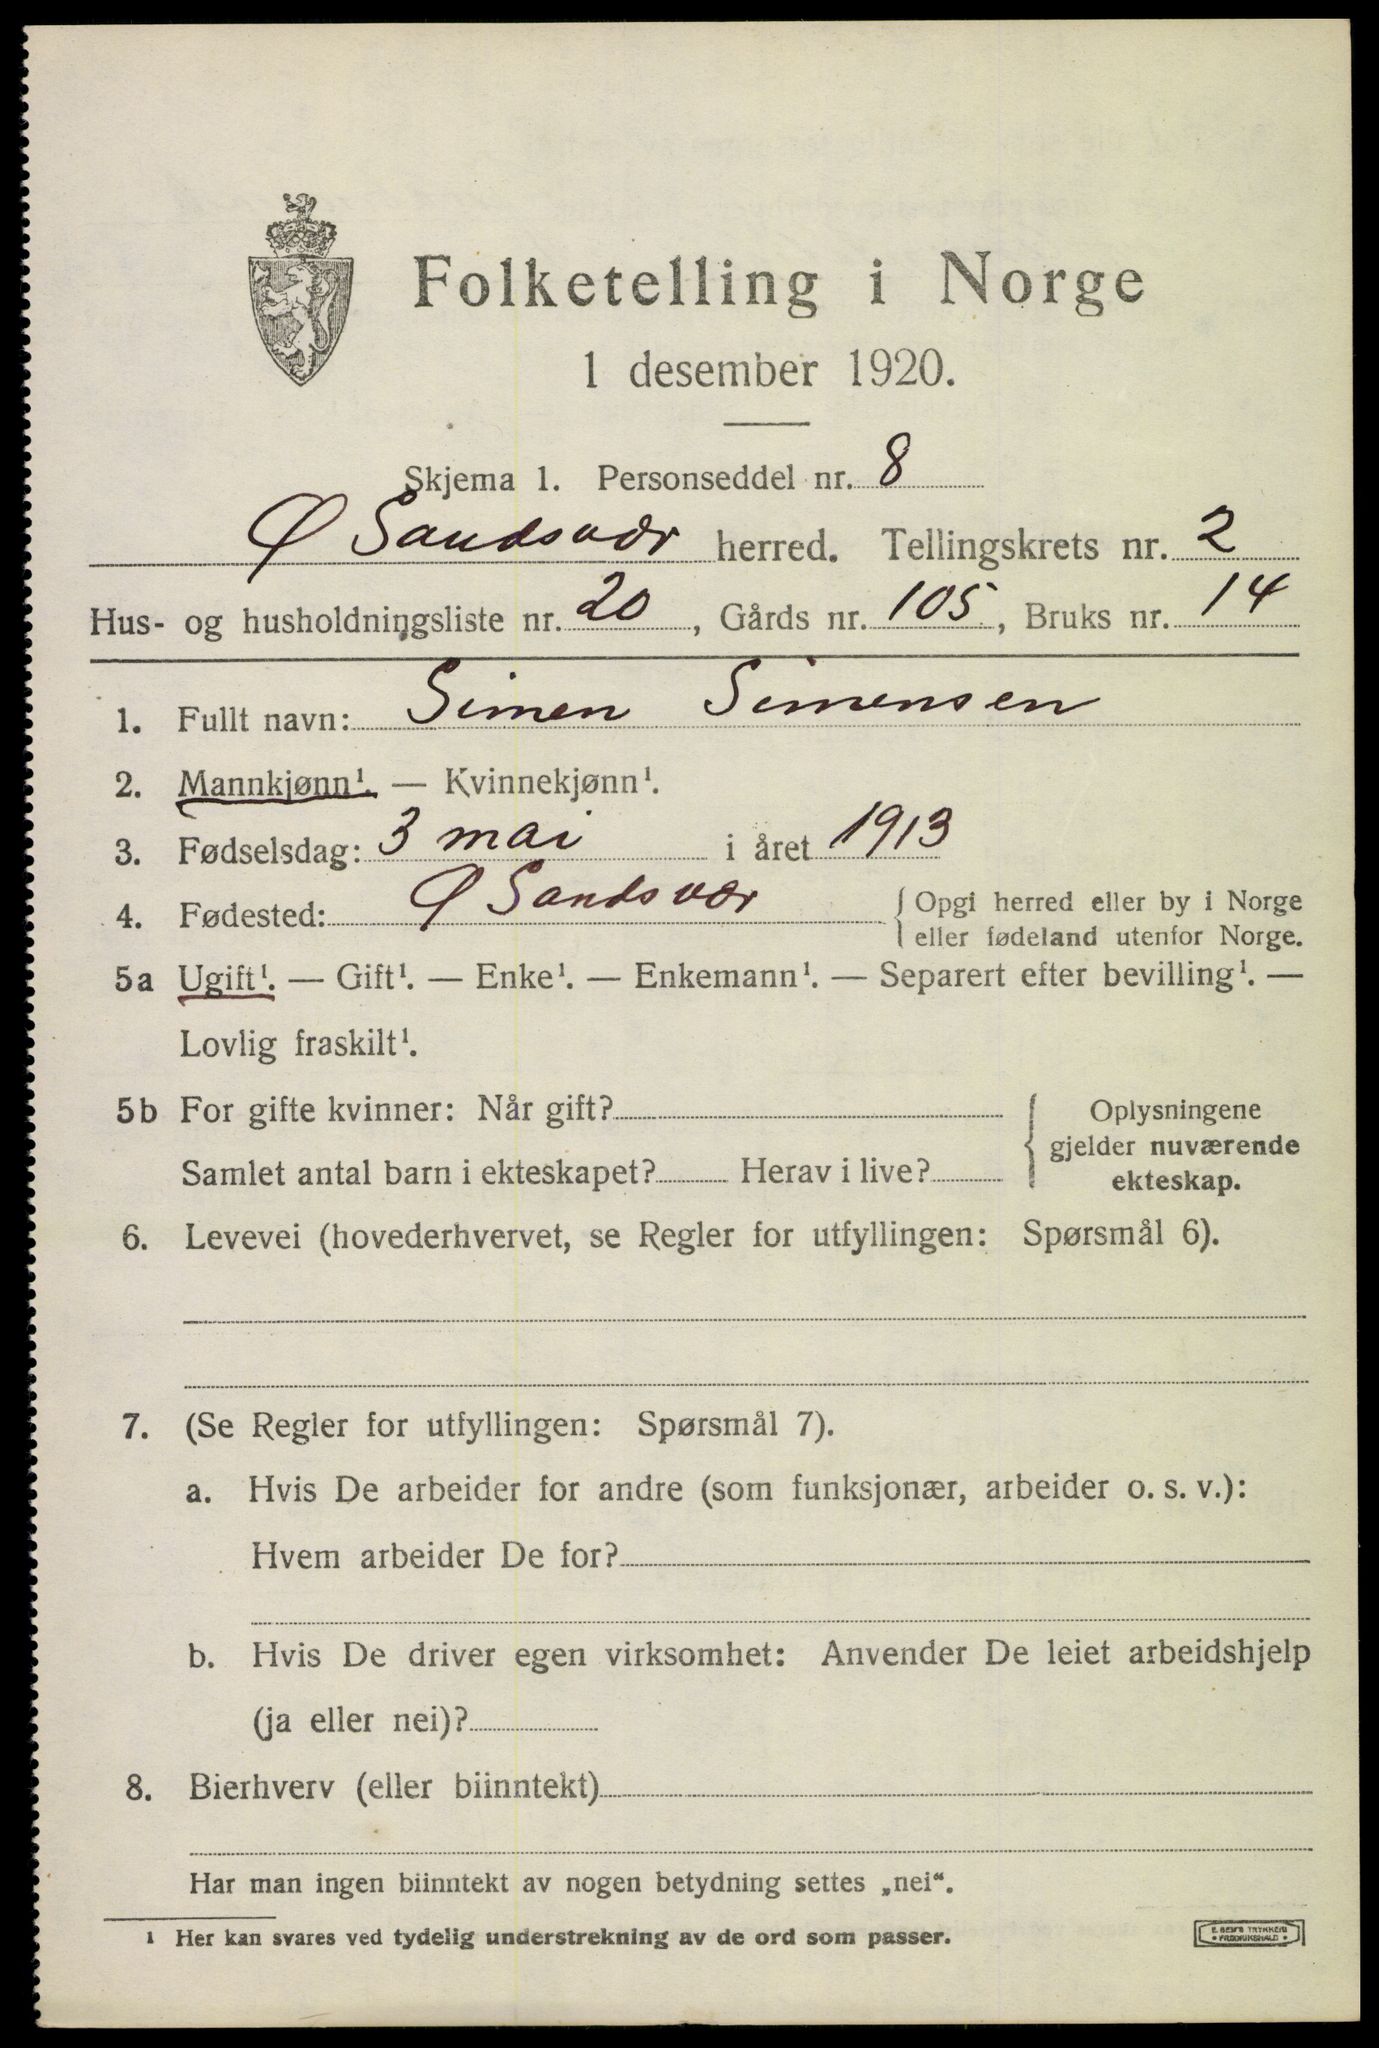 Folketelling i Norge
1 desember 1920.
Skjema 1. Personseddel nr. 8
Ø Sandsvær herred. Tellingskrets nr. 2
Hus- og husholdningsliste nr. 20, Gårds nr. 105, Bruks nr. 14
1. Fullt navn: Simen Simensen
2. Mannkjønn¹. — Kvinnekjønn¹.
3. Fødselsdag: 3 mai i året 1913
4. Fødested: Ø Sandsvær { Opgi herred eller by i Norge
eller fødeland utenfor Norge.
5a Ugift¹. — Gift¹. — Enke¹. — Enkemann¹. — Separert efter bevilling¹. —
Lovlig fraskilt¹.
5b For gifte kvinner: Når gift? { Oplysningene
gjelder nuværende
Samlet antal barn i ekteskapet? Herav i live? ekteskap.
6. Levevei (hovederhvervet, se Regler for utfyllingen: Spørsmål 6).
7. (Se Regler for utfyllingen: Spørsmål 7).
a. Hvis De arbeider for andre (som funksjonær, arbeider o. s. v.):
Hvem arbeider De for?
b. Hvis De driver egen virksomhet: Anvender De leiet arbeidshjelp
(ja eller nei)?
8. Bierhverv (eller biinntekt)
Har man ingen biinntekt av nogen betydning settes „nei“.
¹ Her kan svares ved tydelig understrekning av de ord som passer.
E. SEM'S TRYKKERI
• FREDRIKSHALD •